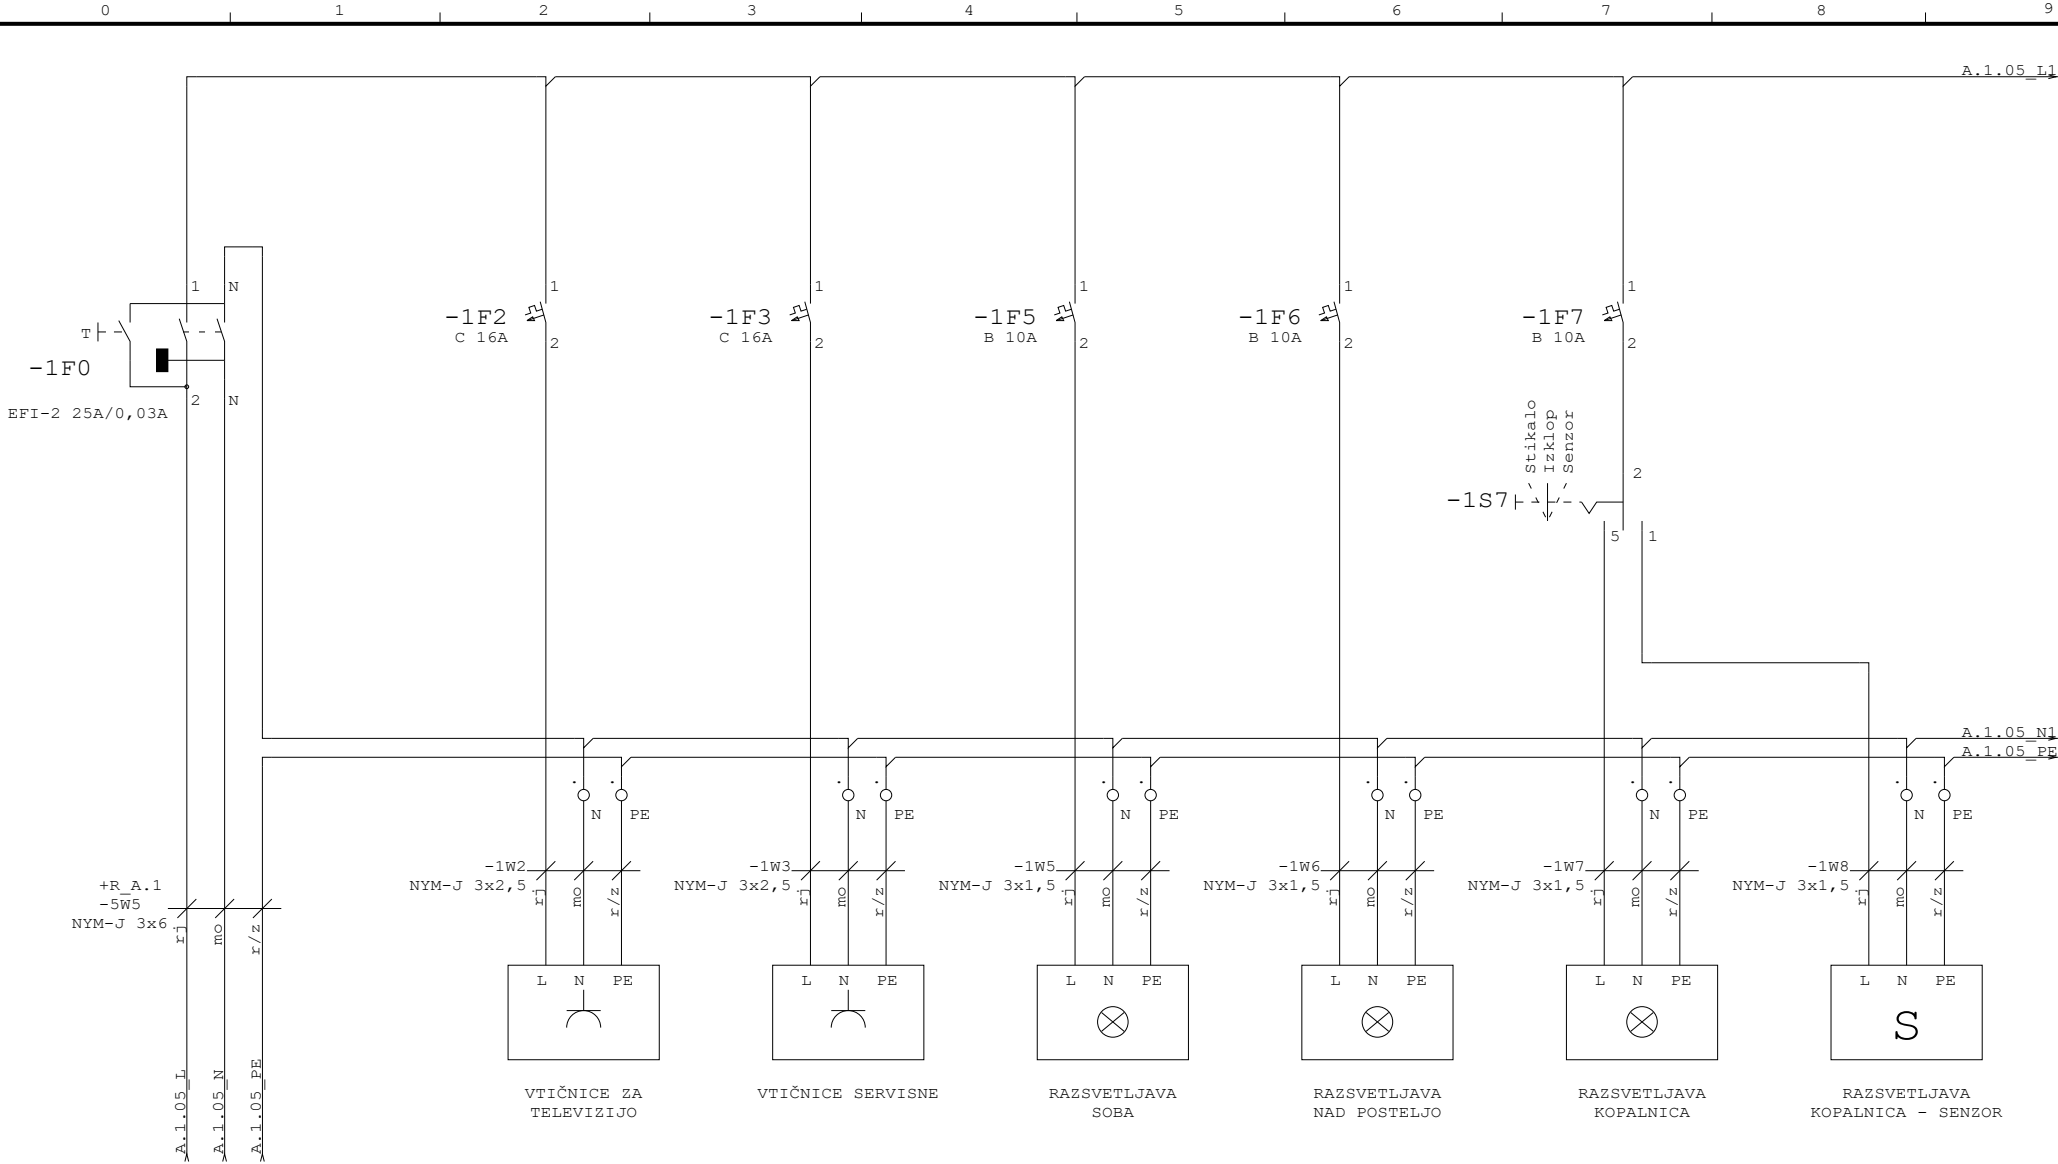 0 1 2 3 4 5 6 7 8 9
A.1.05_L1
1 N 1 1 1 1 1
T
-1F0
2 N
EFI-2 25A/0,03A
-1F2
C 16A
2
-1F3
C 16A
2
-1F5
B 10A
2
-1F6
B 10A
2
-1F7
B 10A
2
Stikalo
Izklop
Senzor
2
-1S7
5 1
A.1.05_N1
A.1.05_PE
N PE N PE N PE N PE N PE N PE
+R_A.1
-5W5
NYM-J 3x6
rj mo r/z
-1W2
NYM-J 3x2,5
rj mo r/z
-1W3
NYM-J 3x2,5
rj mo r/z
-1W5
NYM-J 3x1,5
rj mo r/z
-1W6
NYM-J 3x1,5
rj mo r/z
-1W7
NYM-J 3x1,5
rj mo r/z
-1W8
NYM-J 3x1,5
rj mo r/z
L N PE L N PE L N PE L N PE L N PE L N PE
S
A.1.05_L
A.1.05_N
A.1.05_PE
VTIČNICE ZA
TELEVIZIJO
VTIČNICE SERVISNE
RAZSVETLJAVA
SOBA
RAZSVETLJAVA
NAD POSTELJO
RAZSVETLJAVA
KOPALNICA
RAZSVETLJAVA
KOPALNICA - SENZOR